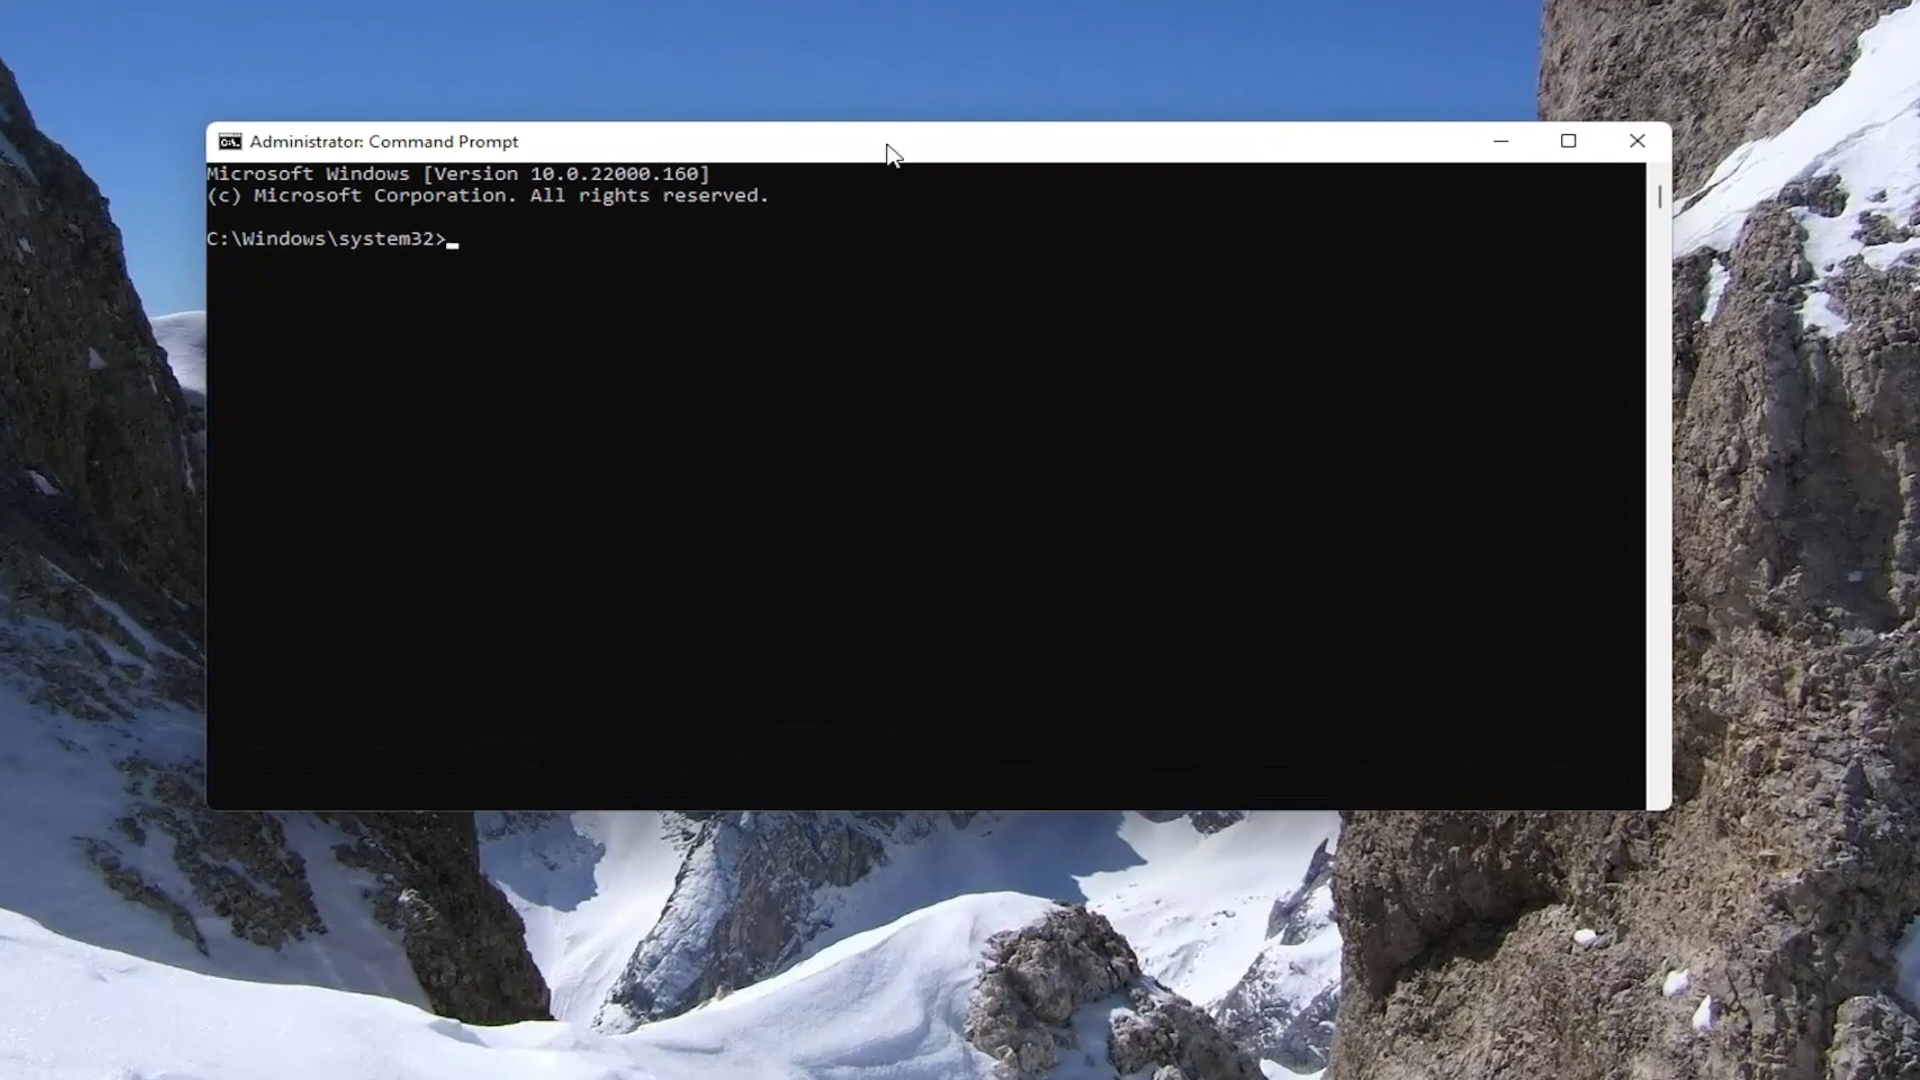 Administrator: Command Prompt
Microsoft Windows [Version 10.0.22000.160]
(c) Microsoft Corporation. All rights reserved.
C:\Windows\system32>